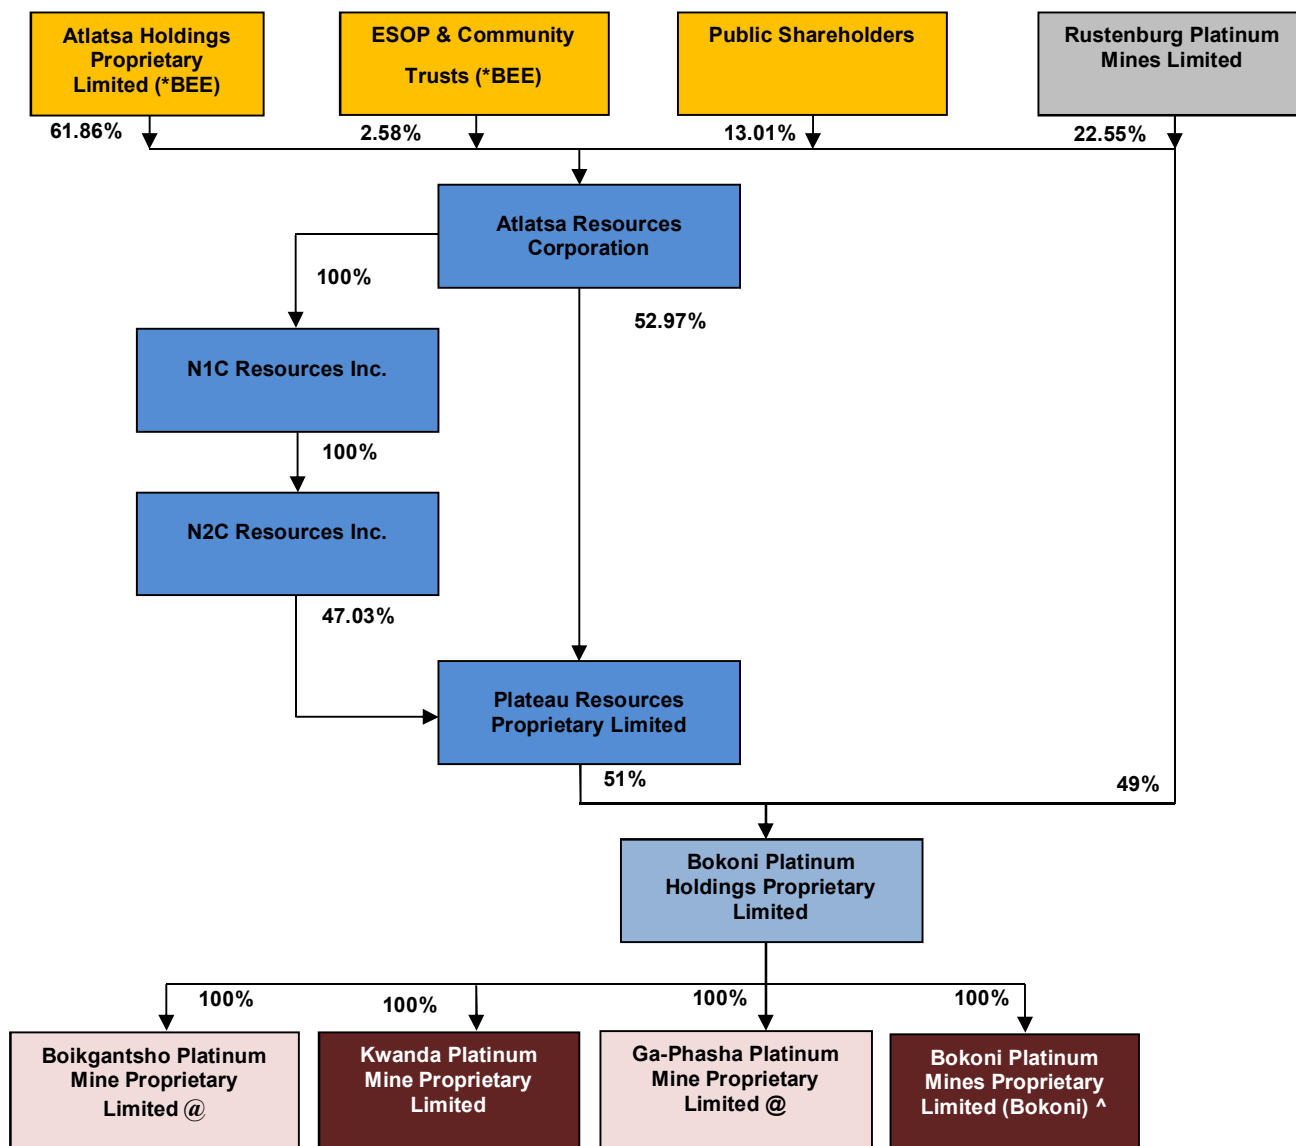 Atlatsa Holdings
Proprietary
Limited (*BEE)
ESOP & Community
Trusts (*BEE)
Public Shareholders
Rustenburg Platinum
Mines Limited
61.86%
2.58%
13.01%
22.55%
Atlatsa Resources
Corporation
100%
52.97%
N1C Resources Inc.
100%
N2C Resources Inc.
47.03%
Plateau Resources
Proprietary Limited
51%
49%
Bokoni Platinum
Holdings Proprietary
Limited
100%
100%
100%
100%
Boikgantsho Platinum
Mine Proprietary
Limited @
Kwanda Platinum
Mine Proprietary
Limited
Ga-Phasha Platinum
Mine Proprietary
Limited @
Bokoni Platinum
Mines Proprietary
Limited (Bokoni) ^